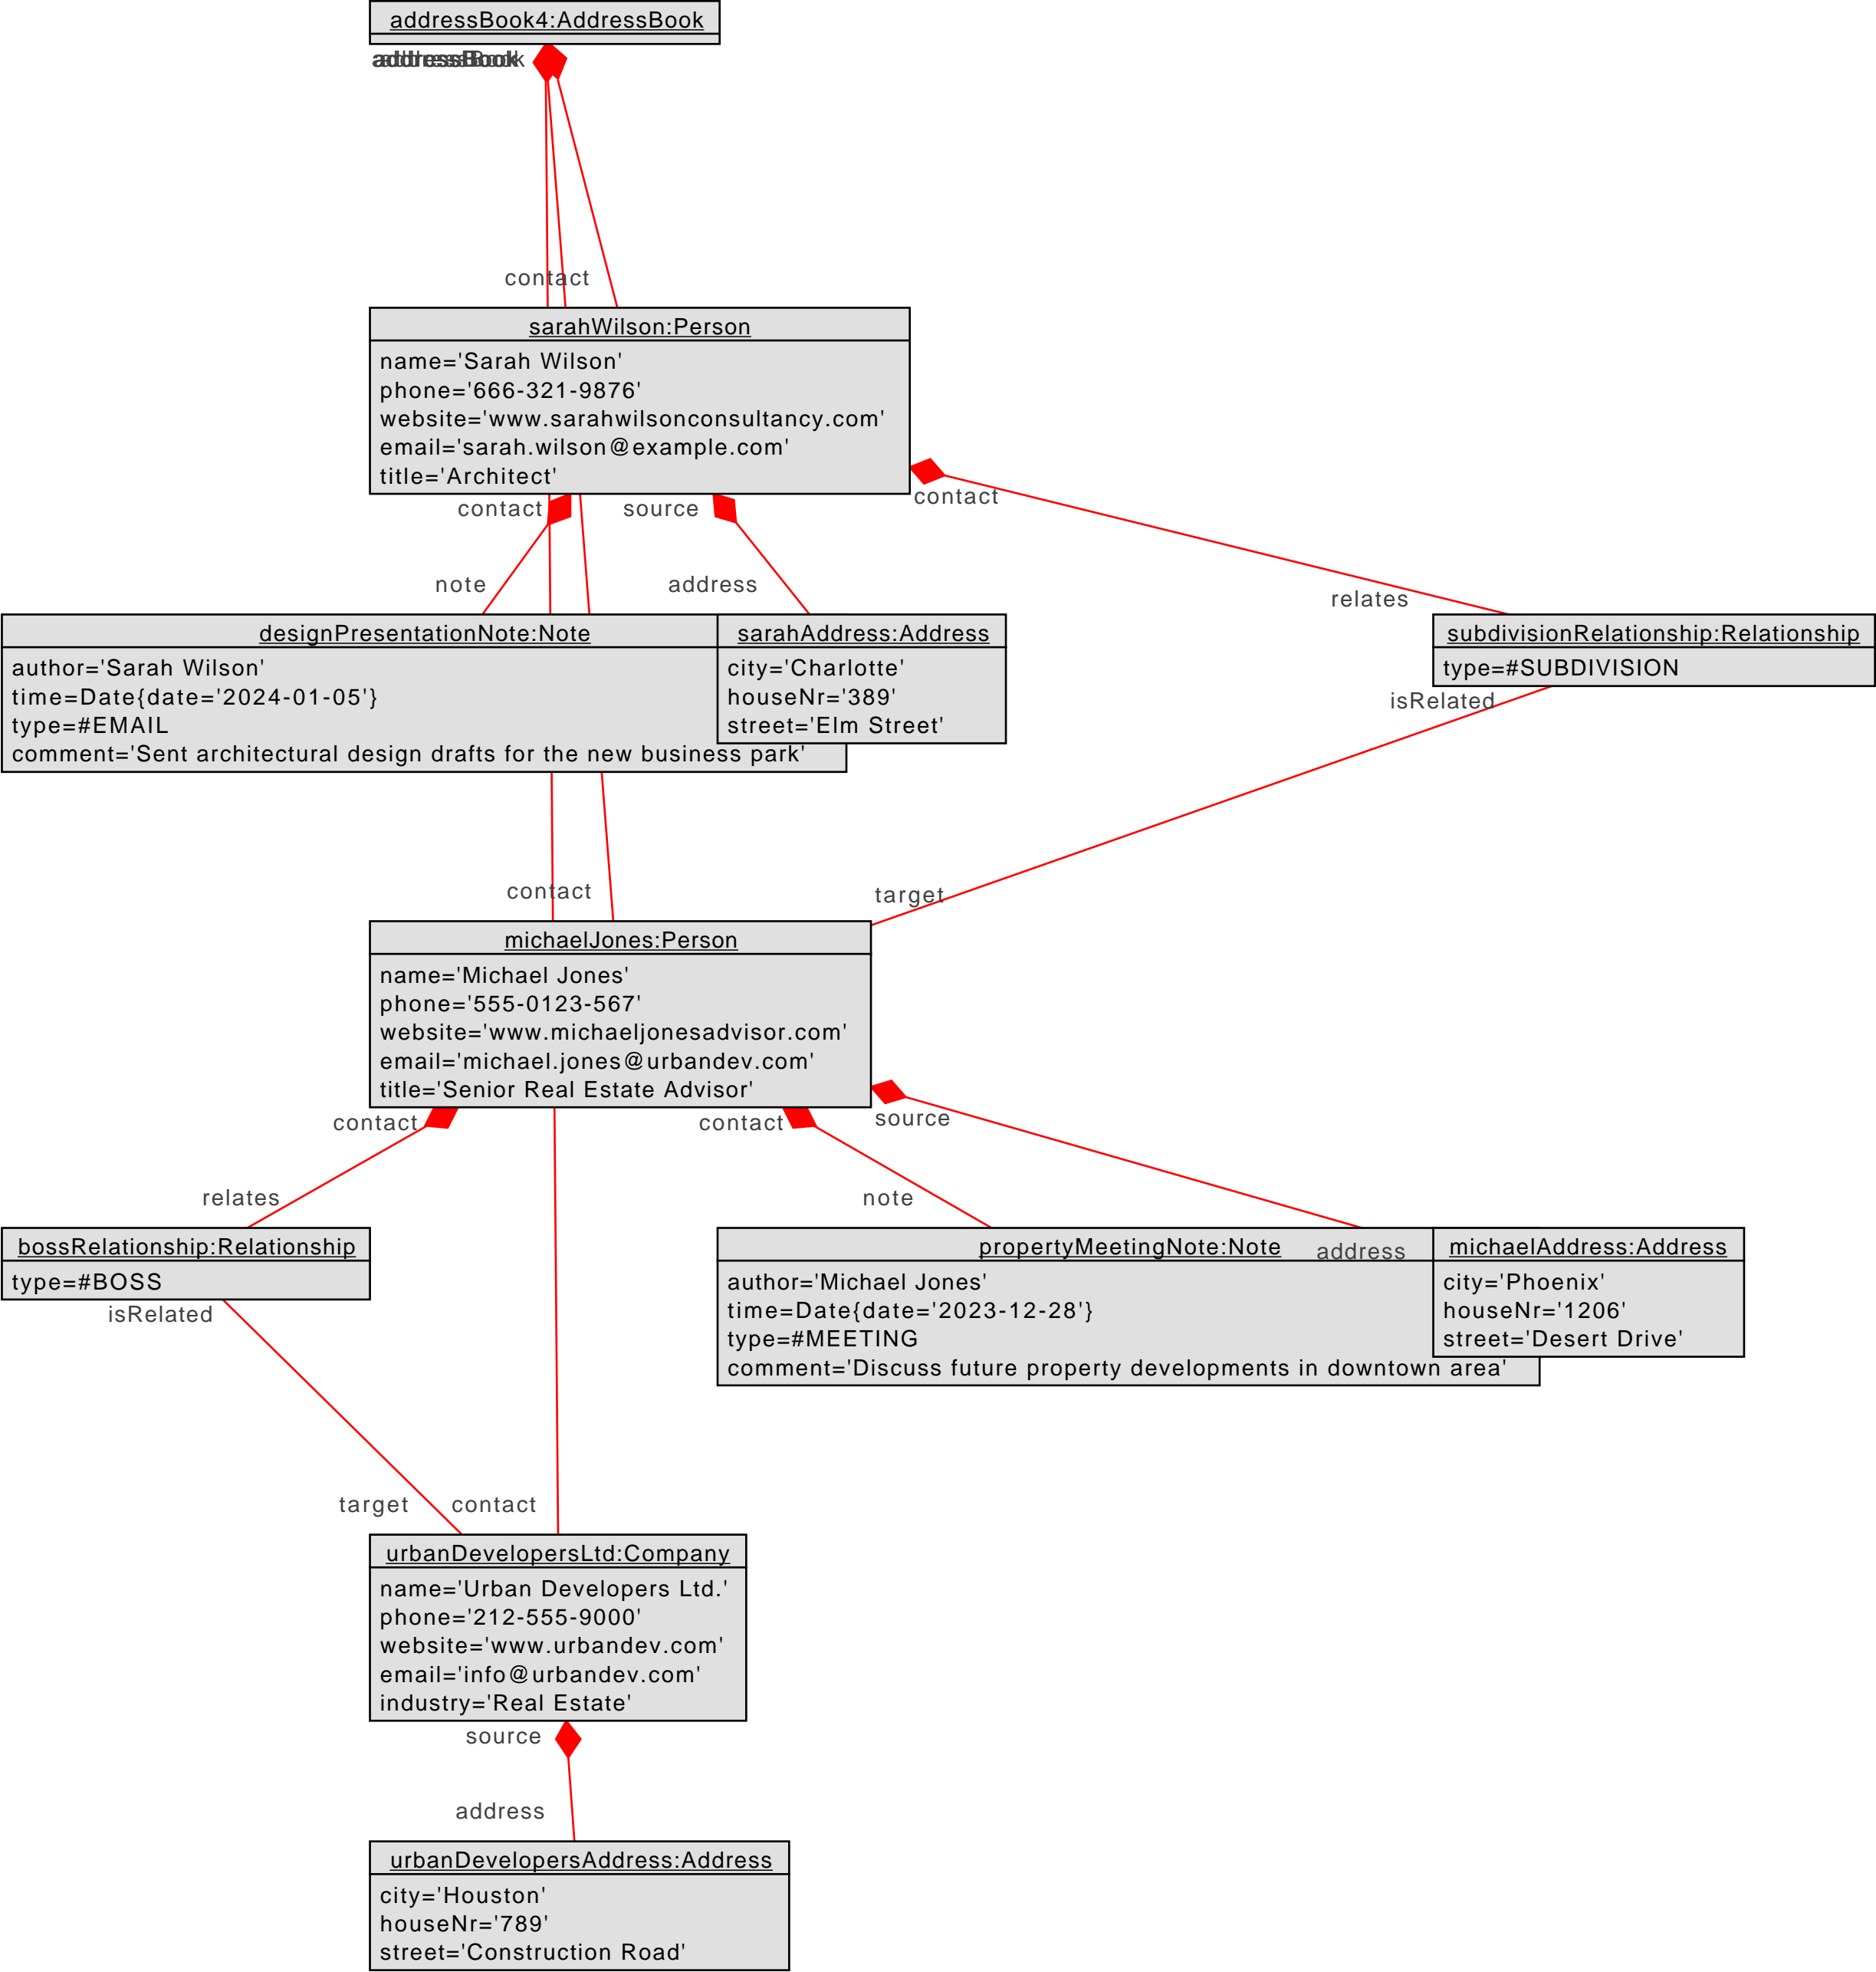 addressBook4:AddressBook
addressBook
contact
sarahWilson:Person
name='Sarah Wilson'
phone='666-321-9876'
website='www.sarahwilsonconsultancy.com'
email='sarah.wilson@example.com'
title='Architect'
contact
source
contact
note
address
relates
designPresentationNote:Note
author='Sarah Wilson'
time=Date{date='2024-01-05'}
type=#EMAIL
comment='Sent architectural design drafts for the new business park'
sarahAddress:Address
city='Charlotte'
houseNr='389'
street='Elm Street'
subdivisionRelationship:Relationship
type=#SUBDIVISION
isRelated
contact
target
michaelJones:Person
name='Michael Jones'
phone='555-0123-567'
website='www.michaeljonesadvisor.com'
email='michael.jones@urbandev.com'
title='Senior Real Estate Advisor'
contact
contact
source
relates
note
address
bossRelationship:Relationship
type=#BOSS
isRelated
propertyMeetingNote:Note
author='Michael Jones'
time=Date{date='2023-12-28'}
type=#MEETING
comment='Discuss future property developments in downtown area'
michaelAddress:Address
city='Phoenix'
houseNr='1206'
street='Desert Drive'
target
contact
urbanDevelopersLtd:Company
name='Urban Developers Ltd.'
phone='212-555-9000'
website='www.urbandev.com'
email='info@urbandev.com'
industry='Real Estate'
source
address
urbanDevelopersAddress:Address
city='Houston'
houseNr='789'
street='Construction Road'